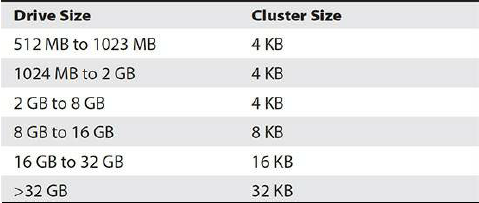 Drive Size Cluster Size
512 MB to 1023 MB 4 KB
1024 MB to 2 GB 4 KB
2 GB to 8 GB 4 KB
8 GB to 16 GB 8 KB
16 GB to 32 GB 16 KB
>32 GB 32 KB